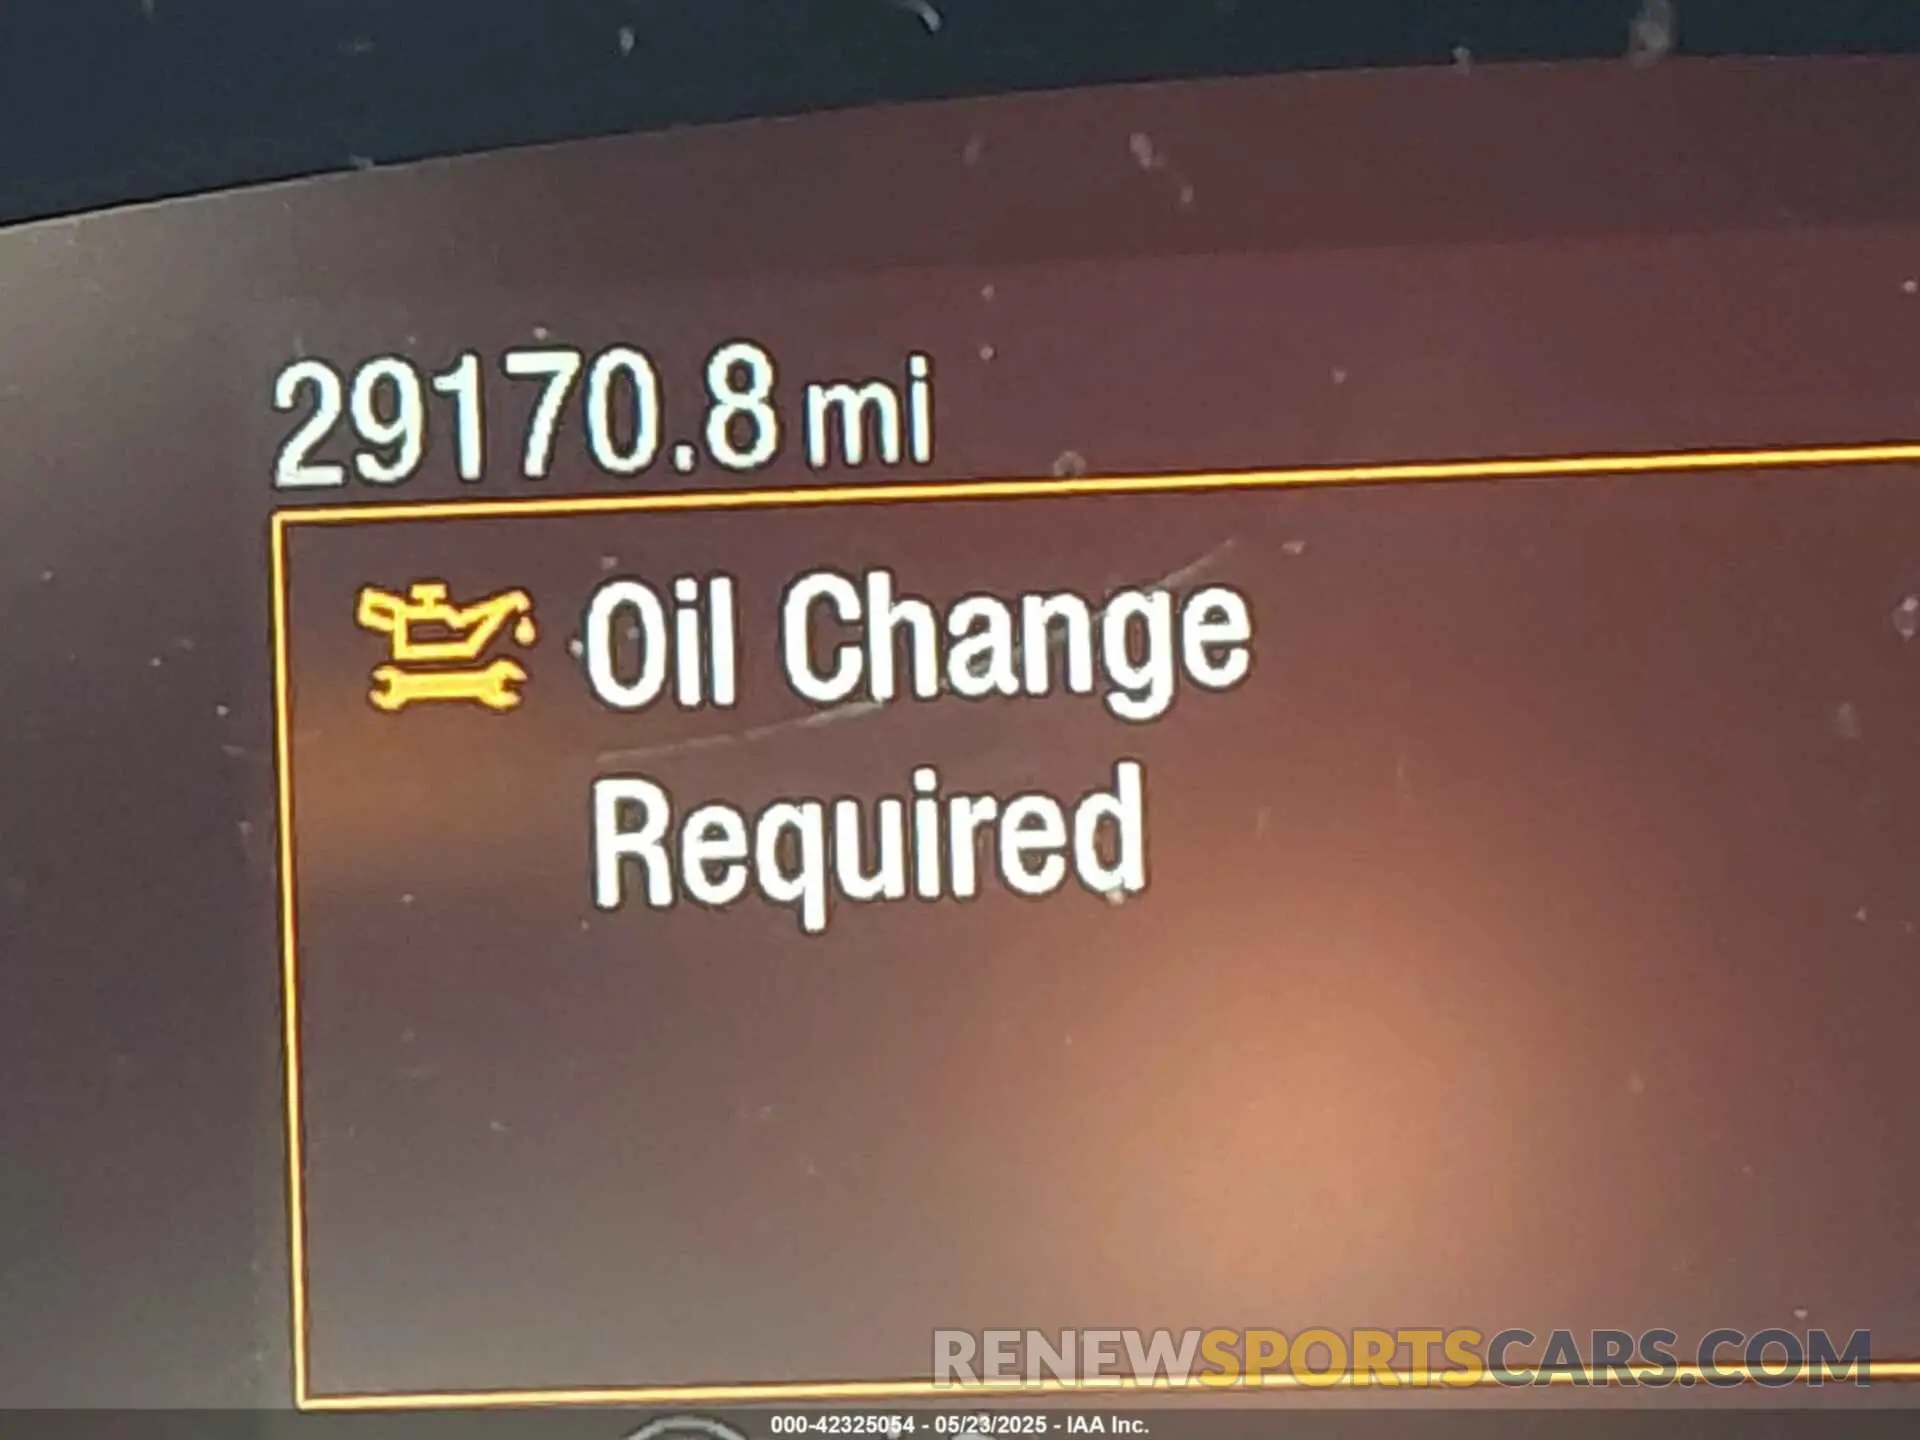 29170.8 mi
Oil Change
Required
RENEWSPORTSCARS.COM
000-42325054 - 05/23/2025 - IAA Inc.